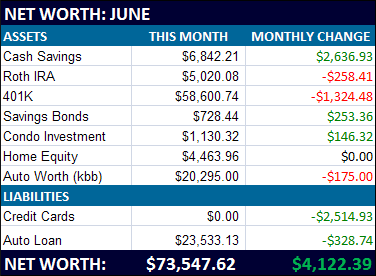 NET WORTH: JUNE
ASSETS THIS MONTH MONTHLY CHANGE
Cash Savings $6,842.21 $2,636.93
Roth IRA $5,020.08 -$258.41
401K $58,600.74 -$1,324.48
Savings Bonds $728.44 $253.36
Condo Investment $1,130.32 $146.32
Home Equity $4,463.96 $0.00
Auto Worth (kbb) $20,295.00 -$175.00
LIABILITIES
Credit Cards $0.00 -$2,514.93
Auto Loan $23,533.13 -$328.74
NET WORTH: $73,547.62 $4,122.39